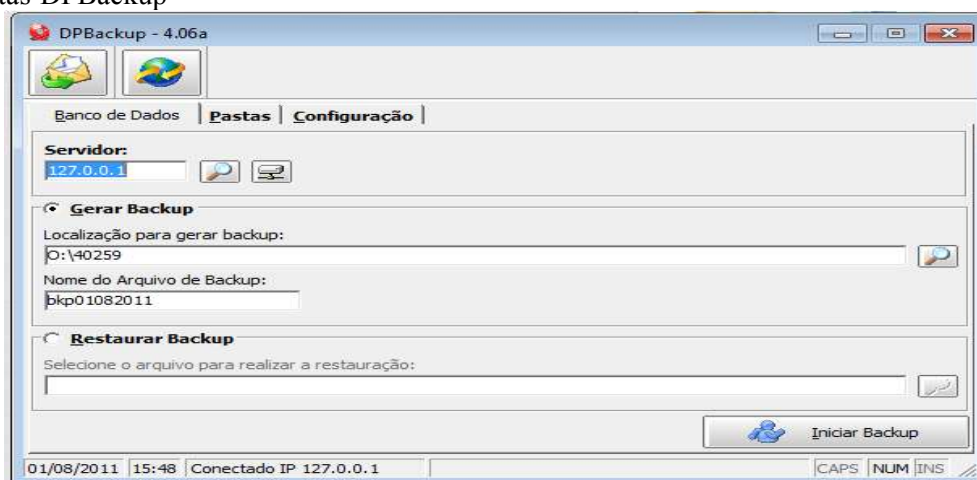 DPBackup
DPBackup - 4.06a
Banco de Dados Pastas Configuração
Servidor:
127.0.0.1
Gerar Backup
Localização para gerar backup:
O:\40259
Nome do Arquivo de Backup:
bkp01082011
Restaurar Backup
Selecione o arquivo para realizar a restauração:
Iniciar Backup
01/08/2011 15:48 Conectado IP 127.0.0.1 CAPS NUM INS